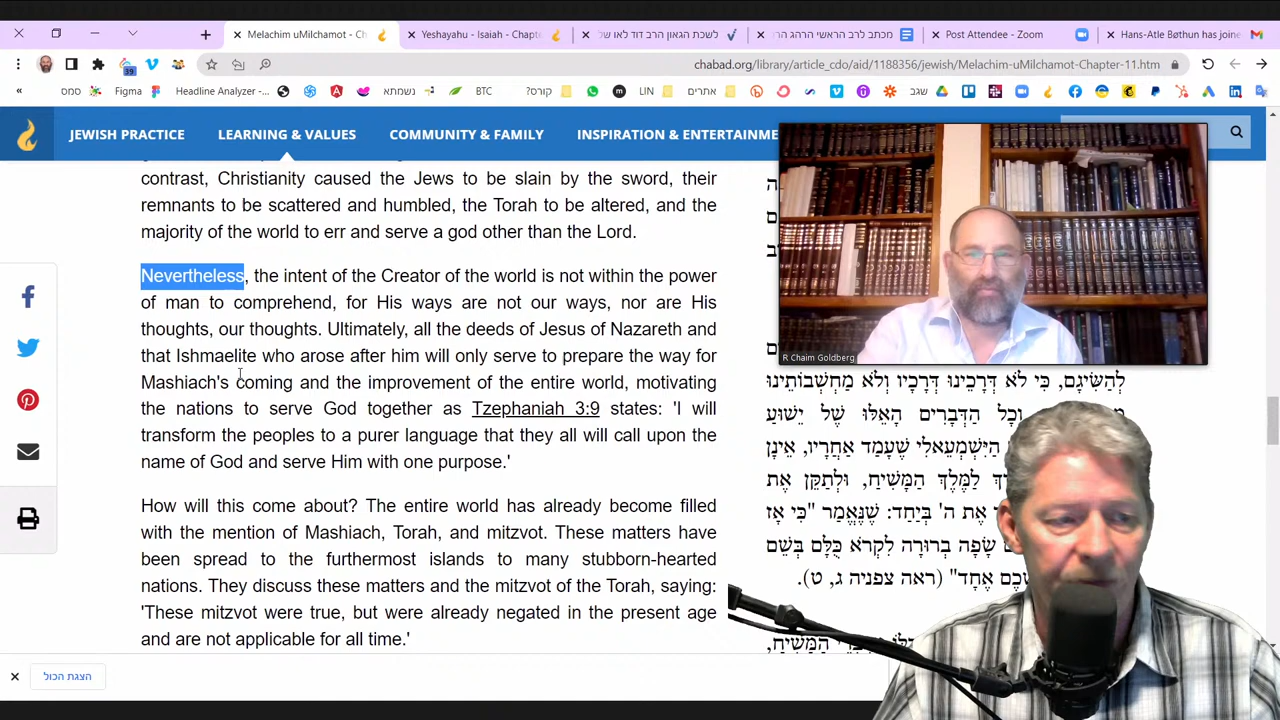 Melachim uMilchamot - Ch
Yeshayahu - Isaiah - Chapte
לשכת הגאון הרב דוד לאו של
מכתב לרב הראשי הרהג הרו
Post Attendee - Zoom
Hans-Atle Bøthun has joine
chabad.org/library/article_cdo/aid/1188356/jewish/Melachim-uMilchamot-Chapter-11.htm
39
סמס
Figma
Headline Analyzer -...
נשמתא
BTC
קורס?
LIN
אתרים
שגב
JEWISH PRACTICE
LEARNING & VALUES
COMMUNITY & FAMILY
INSPIRATION & ENTERTAINME
contrast, Christianity caused the Jews to be slain by the sword, their
remnants to be scattered and humbled, the Torah to be altered, and the
majority of the world to err and serve a god other than the Lord.
Nevertheless, the intent of the Creator of the world is not within the power
of man to comprehend, for His ways are not our ways, nor are His
thoughts, our thoughts. Ultimately, all the deeds of Jesus of Nazareth and
that Ishmaelite who arose after him will only serve to prepare the way for
Mashiach's coming and the improvement of the entire world, motivating
the nations to serve God together as Tzephaniah 3:9 states: 'I will
transform the peoples to a purer language that they all will call upon the
name of God and serve Him with one purpose.'
How will this come about? The entire world has already become filled
with the mention of Mashiach, Torah, and mitzvot. These matters have
been spread to the furthermost islands to many stubborn-hearted
nations. They discuss these matters and the mitzvot of the Torah, saying:
'These mitzvot were true, but were already negated in the present age
and are not applicable for all time.'
R Chaim Goldberg
לְהַשִּׂיגָם, כִּי לֹא דְּרָכֵינוּ דְּרָכָיו וְלֹא מַחְשְׁבוֹתֵינוּ
וְכָל הַדְּבָרִים הָאֵלּוּ שֶׁל יֵשׁוּעַ
הַיִּשְׁמְעֵאלִי שֶׁעָמַד אַחֲרָיו, אֵינָן
לַמֶּלֶךְ הַמָּשִׁיחַ, וּלְתַקֵּן אֶת
אֶת ה' בְּיַחַד: שֶׁנֶּאֱמַר "כִּי אָז
שָׂפָה בְרוּרָה לִקְרֹא כֻלָּם בְּשֵׁם
אֶחָד" (ראה צפניה ג, ט).
הַמָּשִׁיחַ,
הצגת הכול